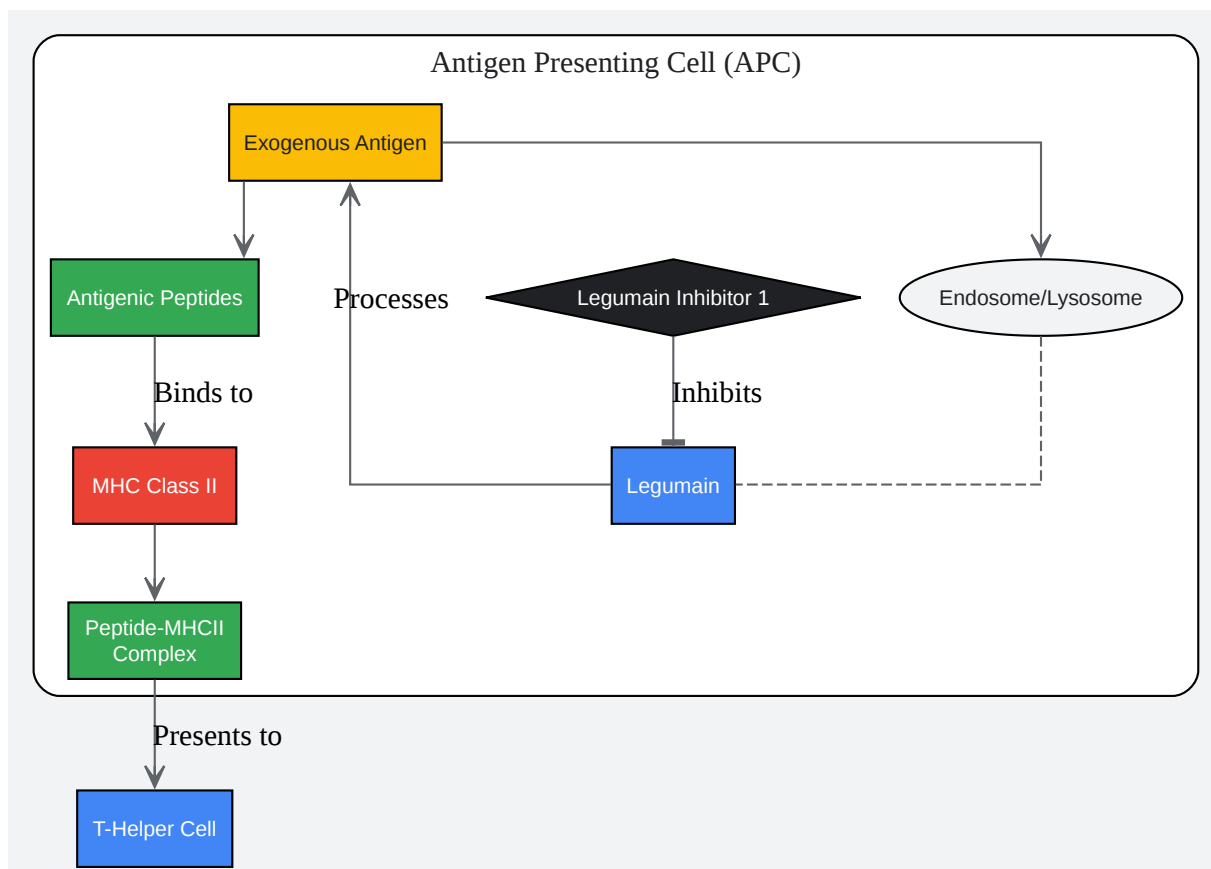 Antigen Presenting Cell (APC)
Exogenous Antigen
Antigenic Peptides
Processes
Legumain Inhibitor 1
Endosome/Lysosome
Binds to
Inhibits
MHC Class II
Legumain
Peptide-MHCII
Complex
Presents to
T-Helper Cell